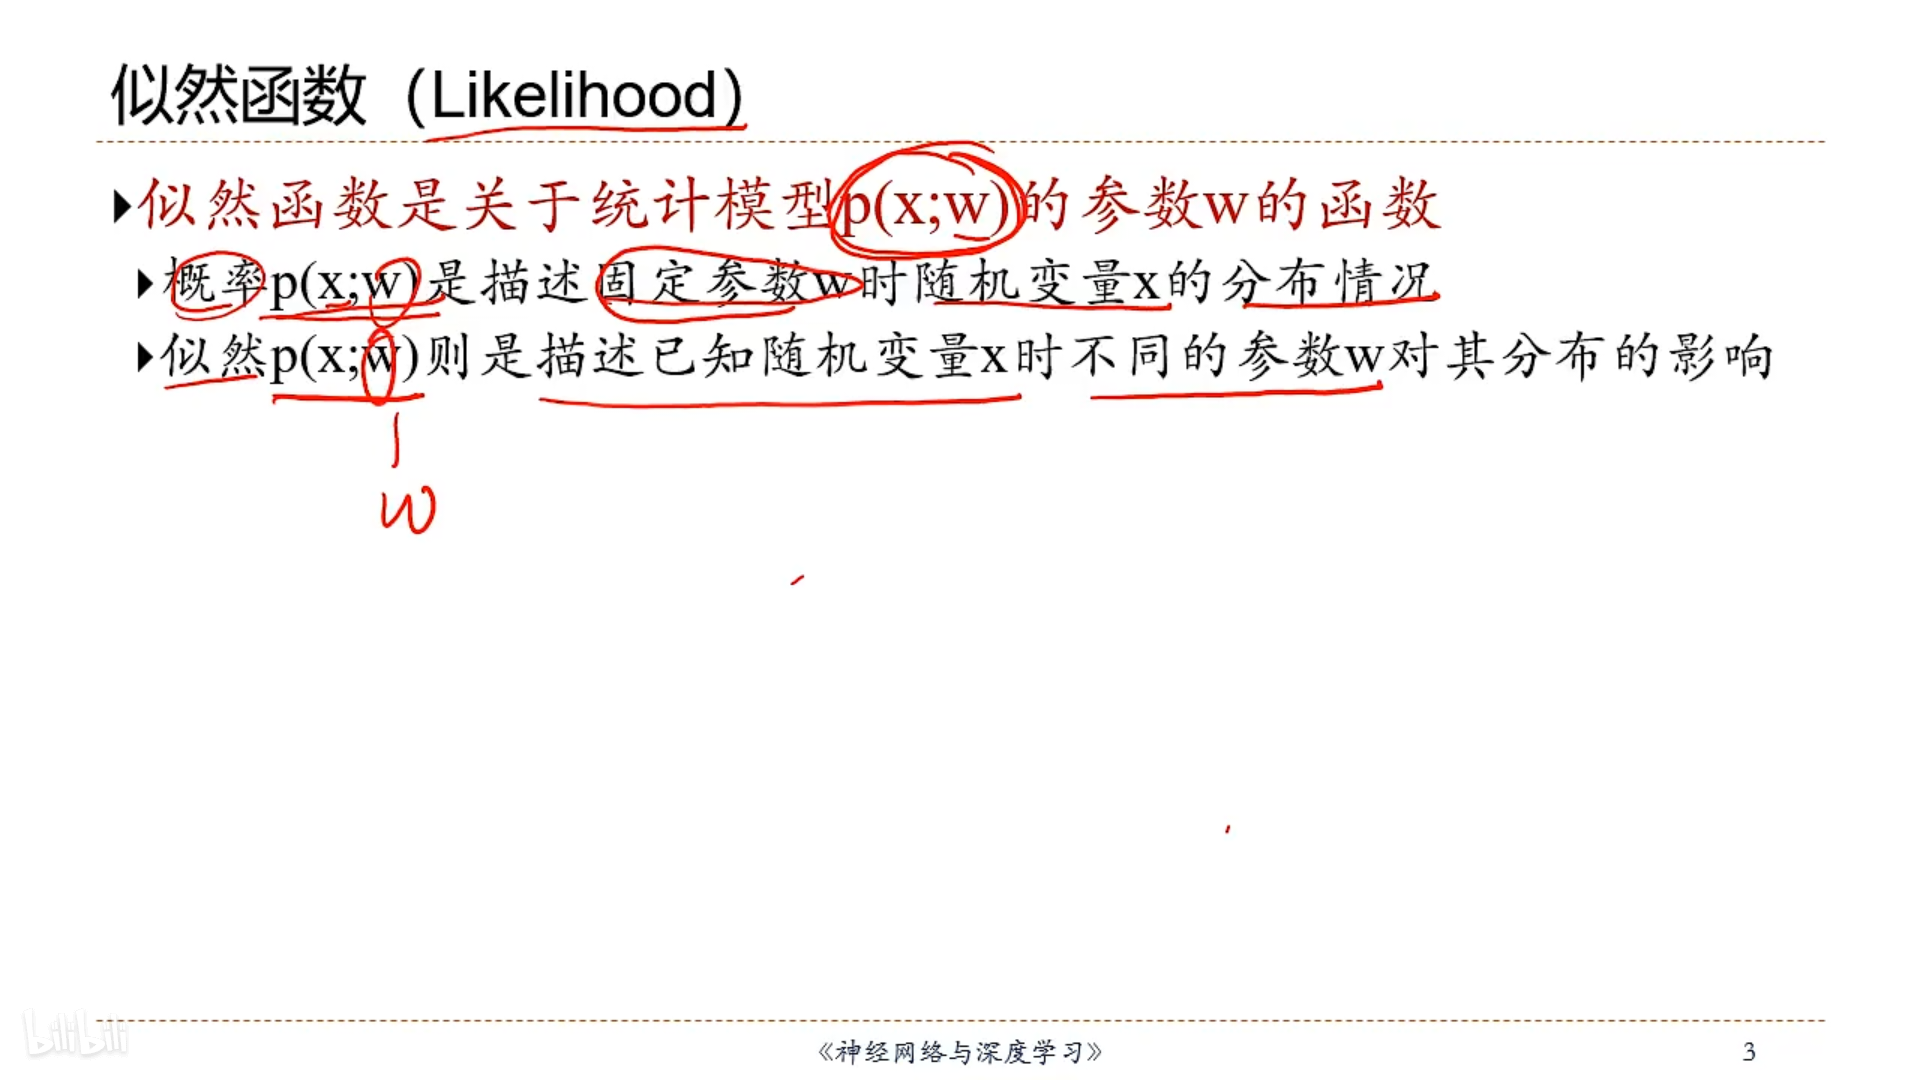 似然函数（Likelihood）
似然函数是关于统计模型p(x;w)的参数w的函数
概率p(x;w)是描述固定参数w时随机变量x的分布情况
似然p(x;w)则是描述已知随机变量x时不同的参数w对其分布的影响
w
bilibili
《神经网络与深度学习》
3